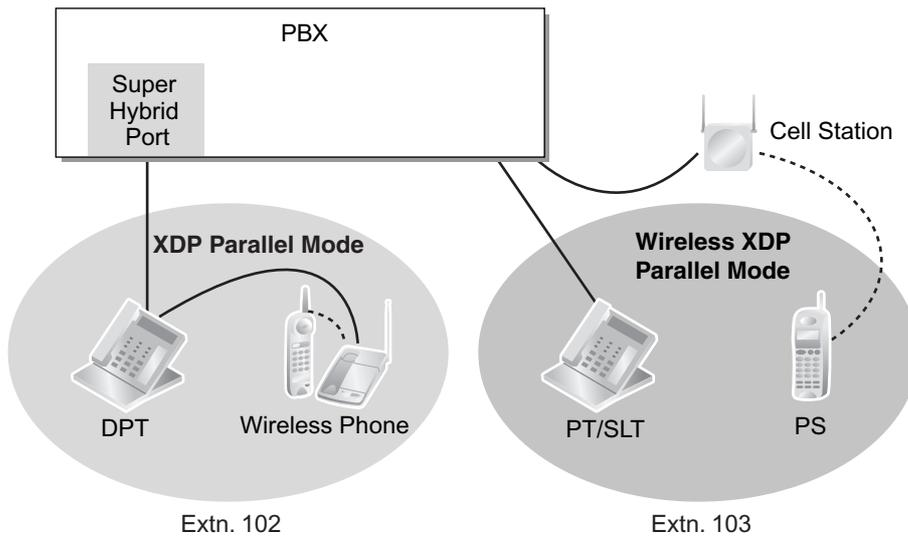 PBX
Super
Hybrid
Port
Cell Station
XDP Parallel Mode
Wireless XDP
Parallel Mode
DPT
Wireless Phone
PT/SLT
PS
Extn. 102
Extn. 103